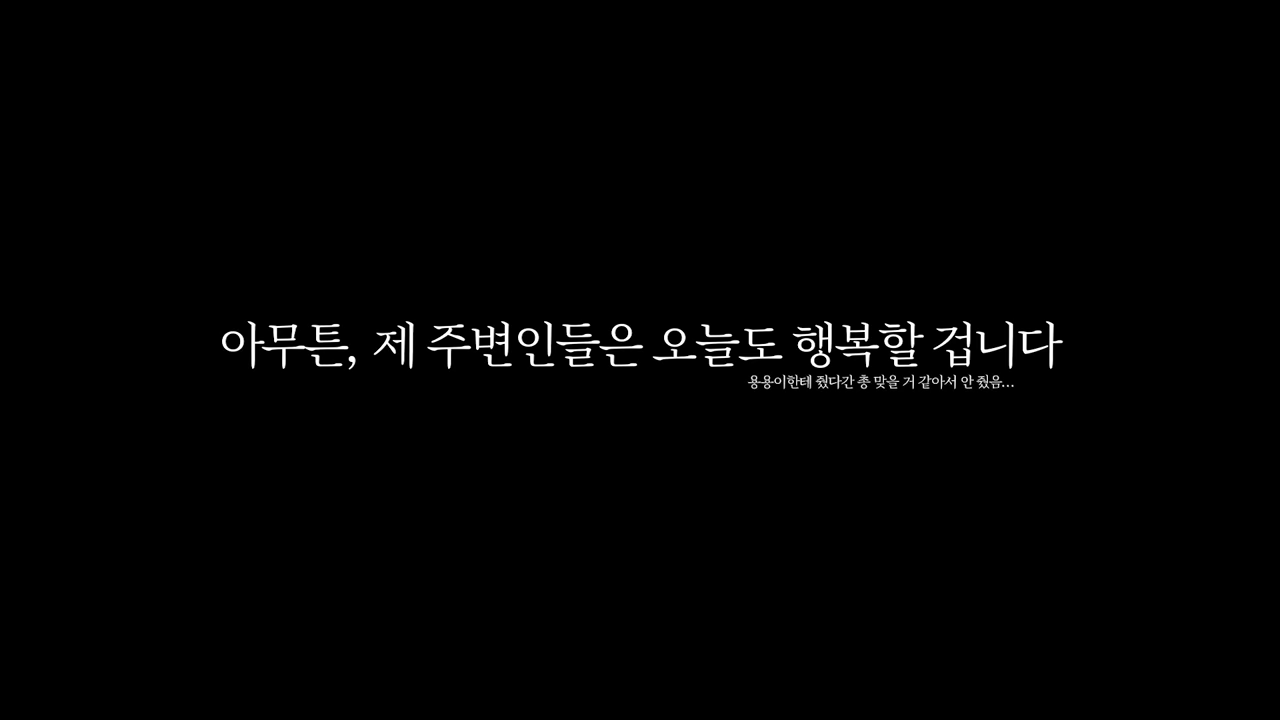 아무튼, 제 주변인들은 오늘도 행복할 겁니다
용용이한테 줬다간 총 맞을 거 같아서 안 줬음...